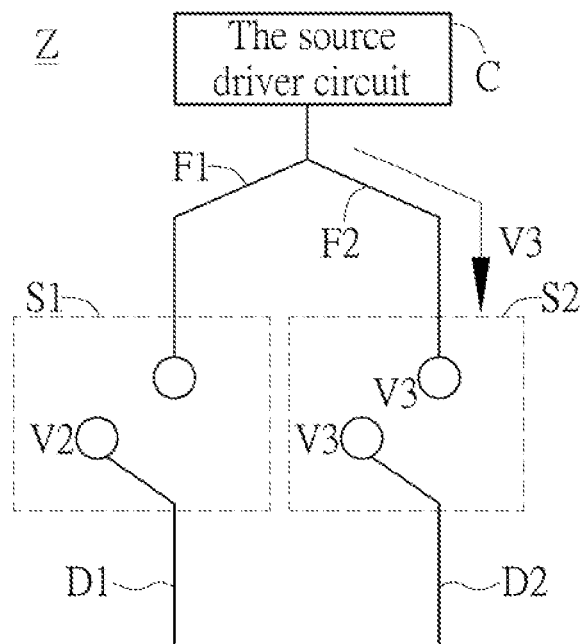 Z
The source
driver circuit
C
F1
F2
V3
S1
S2
V3
V2
V3
D1
D2